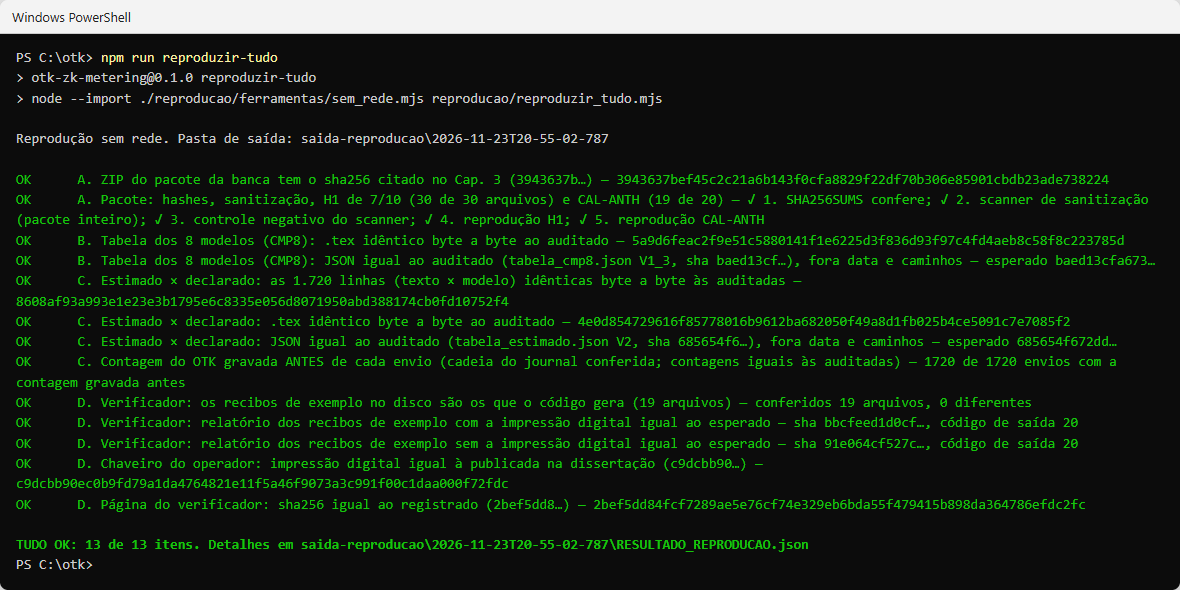 Windows PowerShell
PS C:\otk> npm run reproduzir-tudo
> otk-zk-metering@0.1.0 reproduzir-tudo
> node --import ./reproducao/ferramentas/sem_rede.mjs reproducao/reproduzir_tudo.mjs
Reprodução sem rede. Pasta de saída: saida-reproducao\2026-11-23T20-55-02-787
OK A. ZIP do pacote da banca tem o sha256 citado no Cap. 3 (3943637b…) — 3943637bef45c2c21a6b143f0cfa8829f22df70b306e85901cbdb23ade738224
OK A. Pacote: hashes, sanitização, H1 de 7/10 (30 de 30 arquivos) e CAL-ANTH (19 de 20) — √ 1. SHA256SUMS confere; √ 2. scanner de sanitização
(pacote inteiro); √ 3. controle negativo do scanner; √ 4. reprodução H1; √ 5. reprodução CAL-ANTH
OK B. Tabela dos 8 modelos (CMP8): .tex idêntico byte a byte ao auditado — 5a9d6feac2f9e51c5880141f1e6225d3f836d93f97c4fd4aeb8c58f8c223785d
OK B. Tabela dos 8 modelos (CMP8): JSON igual ao auditado (tabela_cmp8.json V1_3, sha baed13cf…), fora data e caminhos — esperado baed13cfa673…
OK C. Estimado × declarado: as 1.720 linhas (texto × modelo) idênticas byte a byte às auditadas —
8608af93a993e1e23e3b1795e6c8335e056d8071950abd388174cb0fd10752f4
OK C. Estimado × declarado: .tex idêntico byte a byte ao auditado — 4e0d854729616f85778016b9612ba682050f49a8d1fb025b4ce5091c7e7085f2
OK C. Estimado × declarado: JSON igual ao auditado (tabela_estimado.json V2, sha 685654f6…), fora data e caminhos — esperado 685654f672dd…
OK C. Contagem do OTK gravada ANTES de cada envio (cadeia do journal conferida; contagens iguais às auditadas) — 1720 de 1720 envios com a
contagem gravada antes
OK D. Verificador: os recibos de exemplo no disco são os que o código gera (19 arquivos) — conferidos 19 arquivos, 0 diferentes
OK D. Verificador: relatório dos recibos de exemplo com a impressão digital igual ao esperado — sha bbcfeed1d0cf…, código de saída 20
OK D. Verificador: relatório dos recibos de exemplo sem a impressão digital igual ao esperado — sha 91e064cf527c…, código de saída 20
OK D. Chaveiro do operador: impressão digital igual à publicada na dissertação (c9dcbb90…) —
c9dcbb90ec0b9fd79a1da4764821e11f5a46f9073a3c991f00c1daa000f72fdc
OK D. Página do verificador: sha256 igual ao registrado (2bef5dd8…) — 2bef5dd84fcf7289ae5e76cf74e329eb6bda55f479415b898da364786efdc2fc
TUDO OK: 13 de 13 itens. Detalhes em saida-reproducao\2026-11-23T20-55-02-787\RESULTADO_REPRODUCAO.json
PS C:\otk>